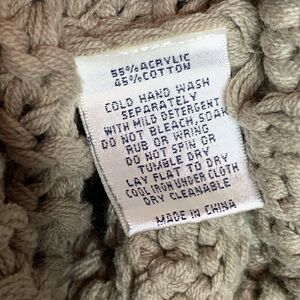 55% ACRYLIC
45% COTTON
COLD HAND WASH
SEPARATELY
WITH MILD DETERGENT
DO NOT BLEACH, SOAK
RUB OR WRING
DO NOT SPIN OR
TUMBLE DRY
LAY FLAT TO DRY
COOL IRON UNDER CLOTH
DRY CLEANABLE
MADE IN CHINA